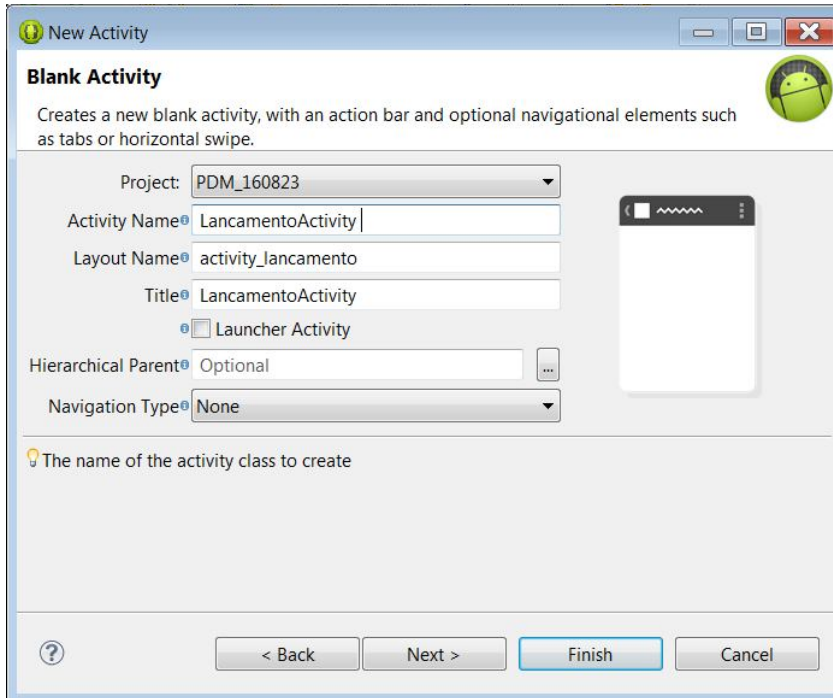 New Activity
Blank Activity
Creates a new blank activity, with an action bar and optional navigational elements such
as tabs or horizontal swipe.
Project: PDM_160823
Activity Name LancamentoActivity
Layout Name activity_lancamento
Title LancamentoActivity
Launcher Activity
Hierarchical Parent Optional ...
Navigation Type None
The name of the activity class to create
? < Back Next > Finish Cancel